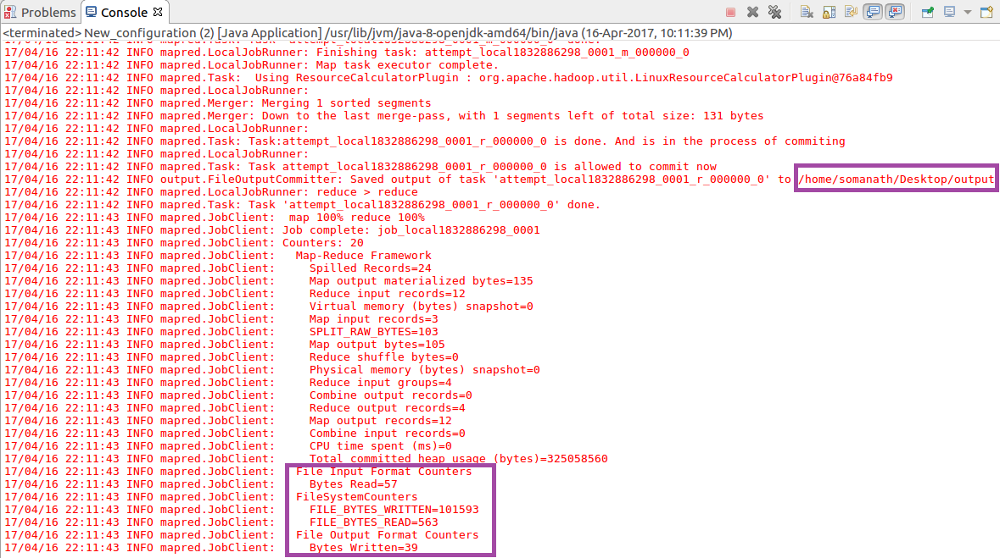 Problems Console
<terminated> New_configuration (2) [Java Application] /usr/lib/jvm/java-8-openjdk-amd64/bin/java (16-Apr-2017, 10:11:39 PM)
17/04/16 22:11:42 INFO mapred.Task: Task 'attempt_local1832886298_0001_m_000000_0' done.
17/04/16 22:11:42 INFO mapred.LocalJobRunner: Finishing task: attempt_local1832886298_0001_m_000000_0
17/04/16 22:11:42 INFO mapred.LocalJobRunner: Map task executor complete.
17/04/16 22:11:42 INFO mapred.Task:  Using ResourceCalculatorPlugin : org.apache.hadoop.util.LinuxResourceCalculatorPlugin@76a84fb9
17/04/16 22:11:42 INFO mapred.LocalJobRunner:
17/04/16 22:11:42 INFO mapred.Merger: Merging 1 sorted segments
17/04/16 22:11:42 INFO mapred.Merger: Down to the last merge-pass, with 1 segments left of total size: 131 bytes
17/04/16 22:11:42 INFO mapred.LocalJobRunner:
17/04/16 22:11:42 INFO mapred.Task: Task:attempt_local1832886298_0001_r_000000_0 is done. And is in the process of commiting
17/04/16 22:11:42 INFO mapred.LocalJobRunner:
17/04/16 22:11:42 INFO mapred.Task: Task attempt_local1832886298_0001_r_000000_0 is allowed to commit now
17/04/16 22:11:42 INFO output.FileOutputCommitter: Saved output of task 'attempt_local1832886298_0001_r_000000_0' to /home/somanath/Desktop/output
17/04/16 22:11:42 INFO mapred.LocalJobRunner: reduce > reduce
17/04/16 22:11:42 INFO mapred.Task: Task 'attempt_local1832886298_0001_r_000000_0' done.
17/04/16 22:11:43 INFO mapred.JobClient:  map 100% reduce 100%
17/04/16 22:11:43 INFO mapred.JobClient: Job complete: job_local1832886298_0001
17/04/16 22:11:43 INFO mapred.JobClient: Counters: 20
17/04/16 22:11:43 INFO mapred.JobClient:   Map-Reduce Framework
17/04/16 22:11:43 INFO mapred.JobClient:     Spilled Records=24
17/04/16 22:11:43 INFO mapred.JobClient:     Map output materialized bytes=135
17/04/16 22:11:43 INFO mapred.JobClient:     Reduce input records=12
17/04/16 22:11:43 INFO mapred.JobClient:     Virtual memory (bytes) snapshot=0
17/04/16 22:11:43 INFO mapred.JobClient:     Map input records=3
17/04/16 22:11:43 INFO mapred.JobClient:     SPLIT_RAW_BYTES=103
17/04/16 22:11:43 INFO mapred.JobClient:     Map output bytes=105
17/04/16 22:11:43 INFO mapred.JobClient:     Reduce shuffle bytes=0
17/04/16 22:11:43 INFO mapred.JobClient:     Physical memory (bytes) snapshot=0
17/04/16 22:11:43 INFO mapred.JobClient:     Reduce input groups=4
17/04/16 22:11:43 INFO mapred.JobClient:     Combine output records=0
17/04/16 22:11:43 INFO mapred.JobClient:     Reduce output records=4
17/04/16 22:11:43 INFO mapred.JobClient:     Map output records=12
17/04/16 22:11:43 INFO mapred.JobClient:     Combine input records=0
17/04/16 22:11:43 INFO mapred.JobClient:     CPU time spent (ms)=0
17/04/16 22:11:43 INFO mapred.JobClient:     Total committed heap usage (bytes)=325058560
17/04/16 22:11:43 INFO mapred.JobClient:   File Input Format Counters
17/04/16 22:11:43 INFO mapred.JobClient:     Bytes Read=57
17/04/16 22:11:43 INFO mapred.JobClient:   FileSystemCounters
17/04/16 22:11:43 INFO mapred.JobClient:     FILE_BYTES_WRITTEN=101593
17/04/16 22:11:43 INFO mapred.JobClient:     FILE_BYTES_READ=563
17/04/16 22:11:43 INFO mapred.JobClient:   File Output Format Counters
17/04/16 22:11:43 INFO mapred.JobClient:     Bytes Written=39